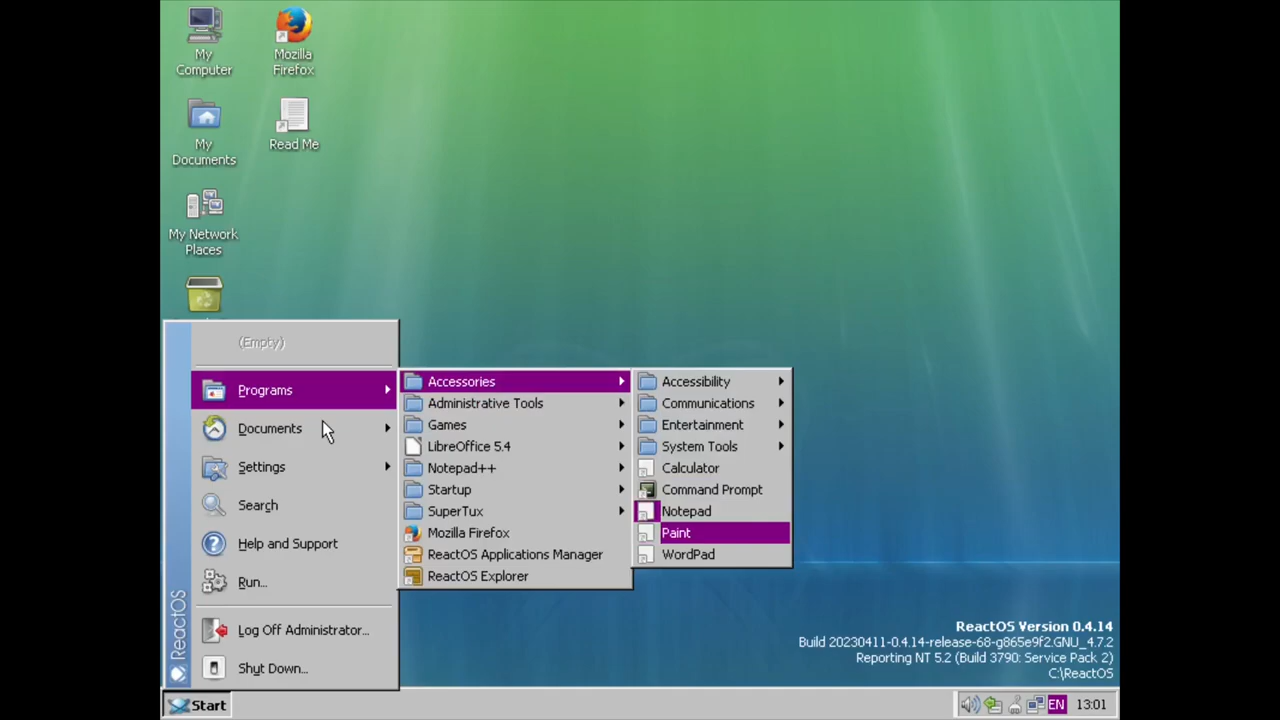 My
Computer
Mozilla
Firefox
My
Documents
Read Me
My Network
Places
(Empty)
Programs
Documents
Settings
Search
Help and Support
Run...
Log Off Administrator...
Shut Down...
ReactOS
Accessories
Administrative Tools
Games
LibreOffice 5.4
Notepad++
Startup
SuperTux
Mozilla Firefox
ReactOS Applications Manager
ReactOS Explorer
Accessibility
Communications
Entertainment
System Tools
Calculator
Command Prompt
Notepad
Paint
WordPad
ReactOS Version 0.4.14
Build 20230411-0.4.14-release-68-g865e9f2.GNU_4.7.2
Reporting NT 5.2 (Build 3790: Service Pack 2)
C:\ReactOS
Start
EN
13:01